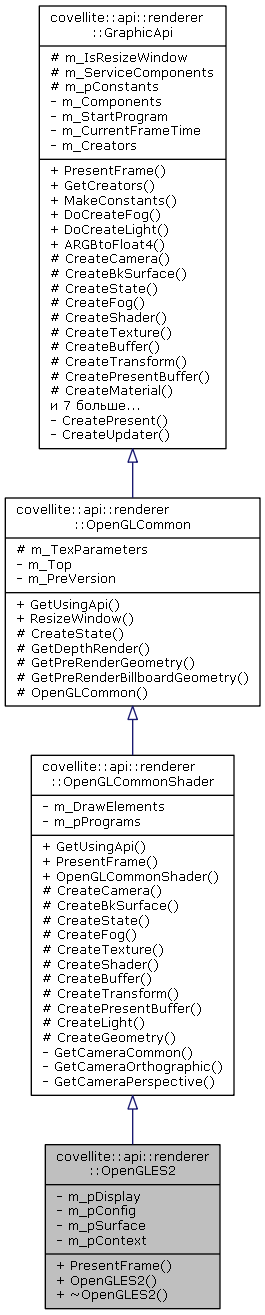 covellite::api::renderer
::GraphicApi
# m_IsResizeWindow
# m_ServiceComponents
# m_pConstants
- m_Components
- m_StartProgram
- m_CurrentFrameTime
- m_Creators
+ PresentFrame()
+ GetCreators()
+ MakeConstants()
+ DoCreateFog()
+ DoCreateLight()
+ ARGBtoFloat4()
# CreateCamera()
# CreateBkSurface()
# CreateState()
# CreateFog()
# CreateShader()
# CreateTexture()
# CreateBuffer()
# CreateTransform()
# CreatePresentBuffer()
# CreateMaterial()
и 7 больше...
- CreatePresent()
- CreateUpdater()
covellite::api::renderer
::OpenGLCommon
# m_TexParameters
- m_Top
- m_PreVersion
+ GetUsingApi()
+ ResizeWindow()
# CreateState()
# GetDepthRender()
# GetPreRenderGeometry()
# GetPreRenderBillboardGeometry()
# OpenGLCommon()
covellite::api::renderer
::OpenGLCommonShader
- m_DrawElements
- m_pPrograms
+ GetUsingApi()
+ PresentFrame()
+ OpenGLCommonShader()
# CreateCamera()
# CreateBkSurface()
# CreateState()
# CreateFog()
# CreateTexture()
# CreateShader()
# CreateBuffer()
# CreateTransform()
# CreatePresentBuffer()
# CreateLight()
# CreateGeometry()
- GetCameraCommon()
- GetCameraOrthographic()
- GetCameraPerspective()
covellite::api::renderer
::OpenGLES2
- m_pDisplay
- m_pConfig
- m_pSurface
- m_pContext
+ PresentFrame()
+ OpenGLES2()
+ ~OpenGLES2()